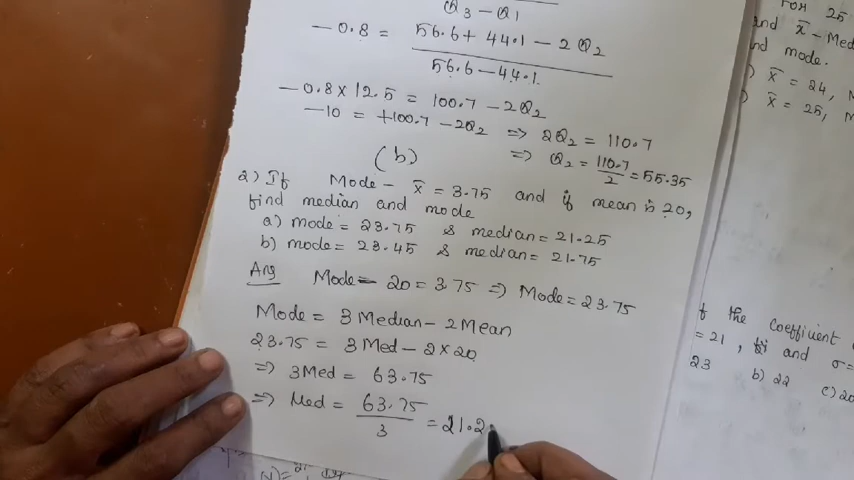 Q3 - Q1
-0.8 = 56.6 + 44.1 - 2Q2
56.6 - 44.1
-0.8 × 12.5 = 100.7 - 2Q2
-10 = +100.7 - 2Q2 ⇒ 2Q2 = 110.7
⇒ Q2 = 110.7/2 = 55.35
(b)
2) If Mode - x̄ = 3.75 and if mean is 20,
find median and mode
a) mode = 23.75 & median = 21.25
b) mode = 23.45 & median = 21.75
Ans Mode - 20 = 3.75 ⇒ Mode = 23.75
Mode = 3 Median - 2 Mean
23.75 = 3 Med - 2 × 20
⇒ 3 Med = 63.75
⇒ Med = 63.75/3 = 21.2
For 25
and x̄ - Med
nd mode.
x̄ = 24,
x̄ = 25,
the coefficient
= 21, and σ =
23 b) 22 c) 20